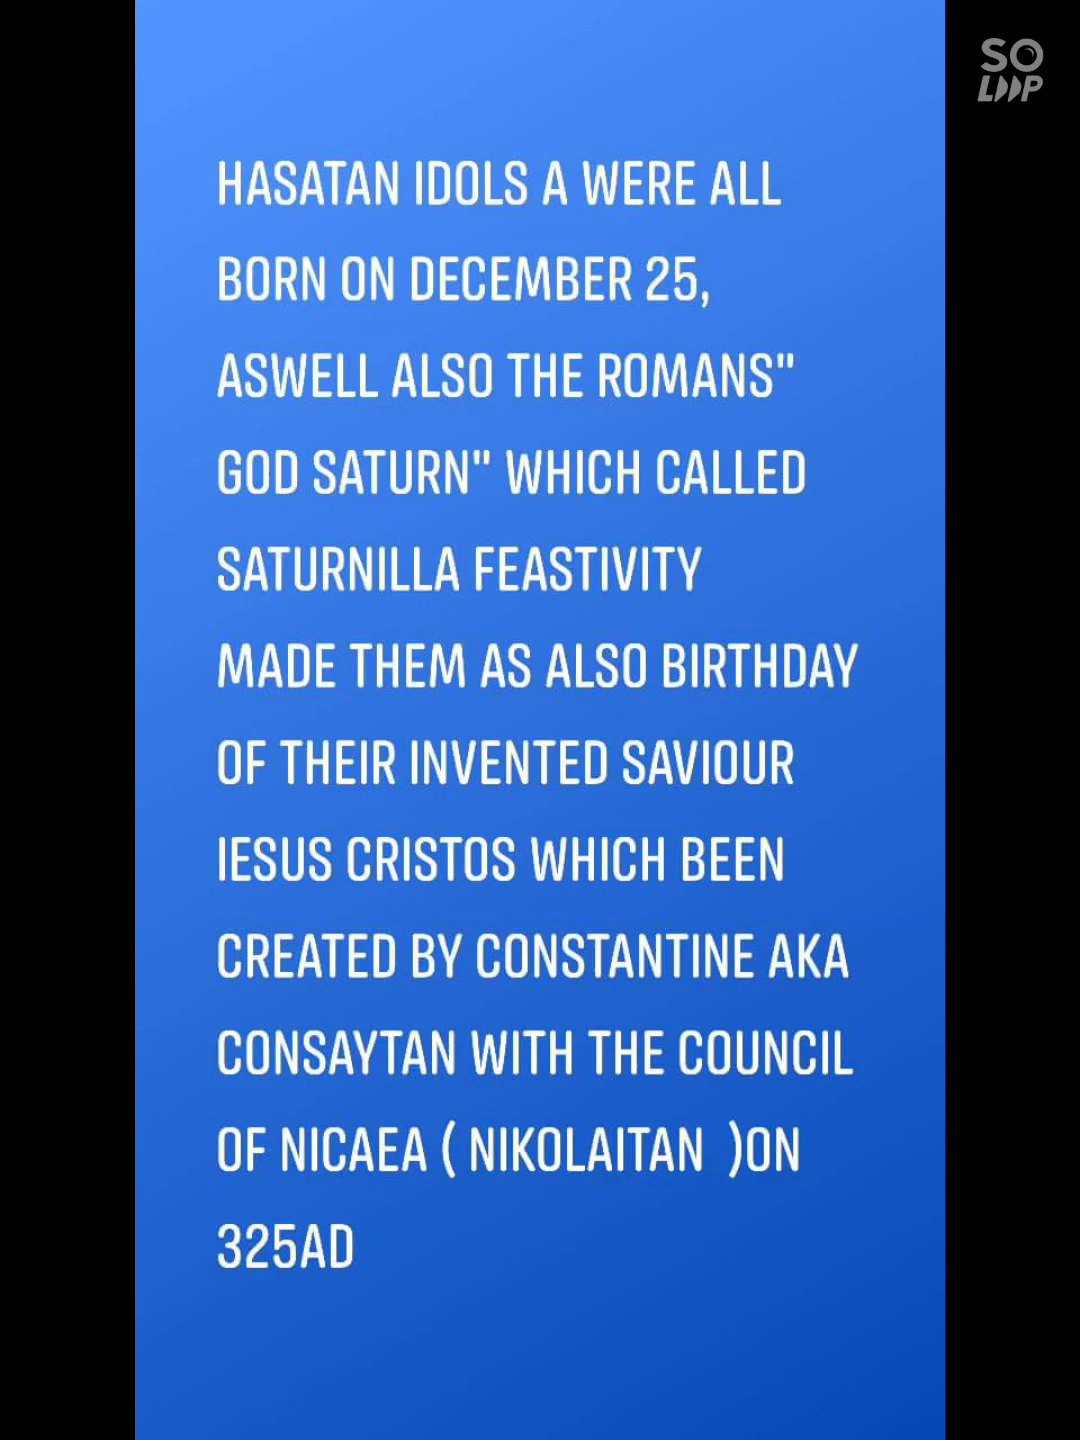 SO
LOOP
HASATAN IDOLS A WERE ALL
BORN ON DECEMBER 25,
ASWELL ALSO THE ROMANS"
GOD SATURN" WHICH CALLED
SATURNILLA FEASTIVITY
MADE THEM AS ALSO BIRTHDAY
OF THEIR INVENTED SAVIOUR
IESUS CRISTOS WHICH BEEN
CREATED BY CONSTANTINE AKA
CONSAYTAN WITH THE COUNCIL
OF NICAEA ( NIKOLAITAN )ON
325AD